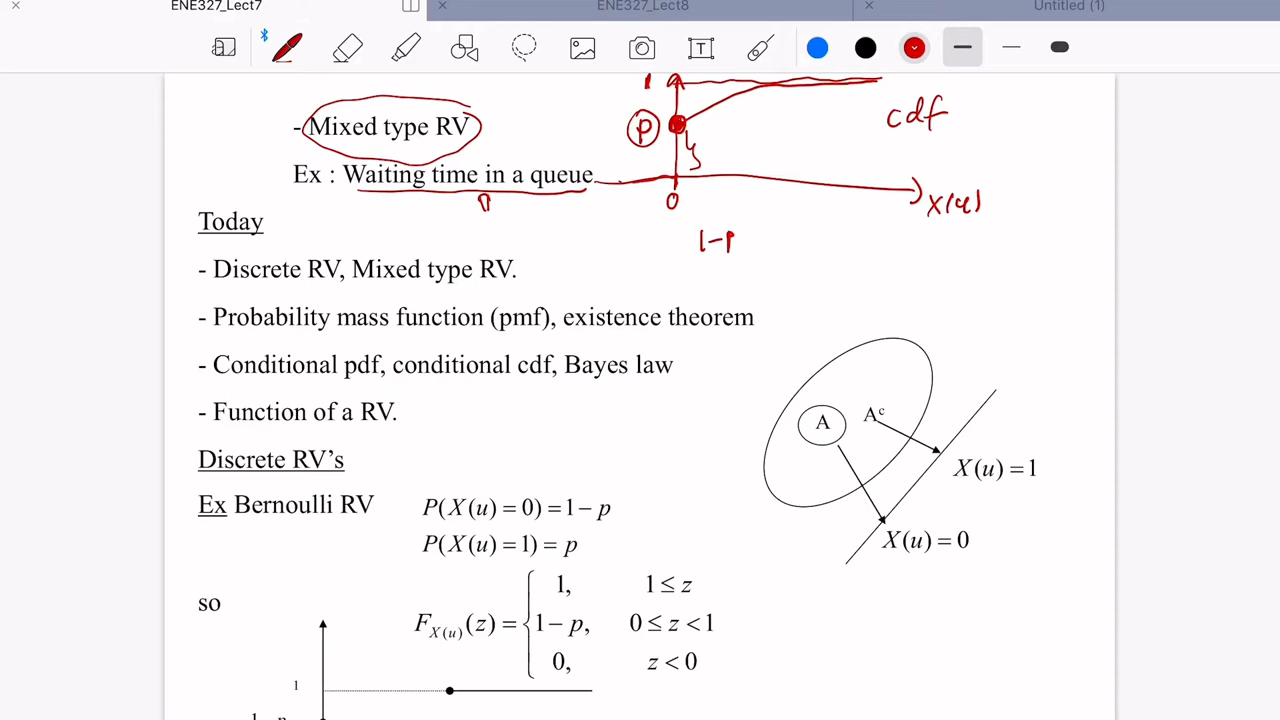 ENE327_Lect7
ENE327_Lect8
Untitled (1)
T
1
- Mixed type RV
p
cdf
Ex : Waiting time in a queue
0
X(u)
1-p
Today
- Discrete RV, Mixed type RV.
- Probability mass function (pmf), existence theorem
- Conditional pdf, conditional cdf, Bayes law
- Function of a RV.
A
Aᶜ
X(u) = 1
X(u) = 0
Discrete RV's
Ex Bernoulli RV
P(X(u) = 0) = 1 − p
P(X(u) = 1) = p
so
F_{X(u)}(z) = { 1, 1 ≤ z
1 − p, 0 ≤ z < 1
0, z < 0
1